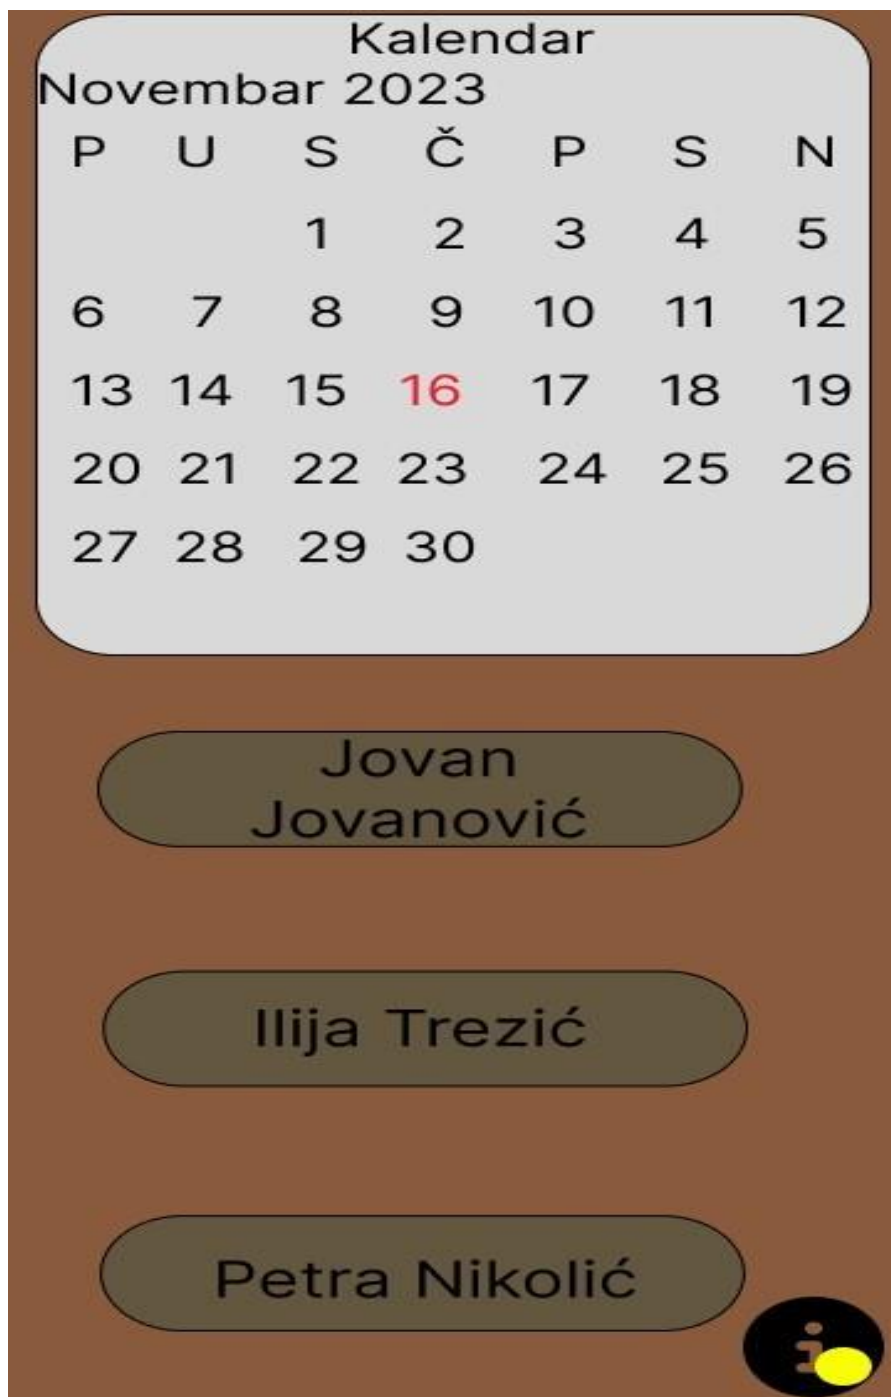 Kalendar
Novembar 2023
P U S Č P S N
1 2 3 4 5
6 7 8 9 10 11 12
13 14 15 16 17 18 19
20 21 22 23 24 25 26
27 28 29 30
Jovan
Jovanović
Ilija Trezić
Petra Nikolić
i